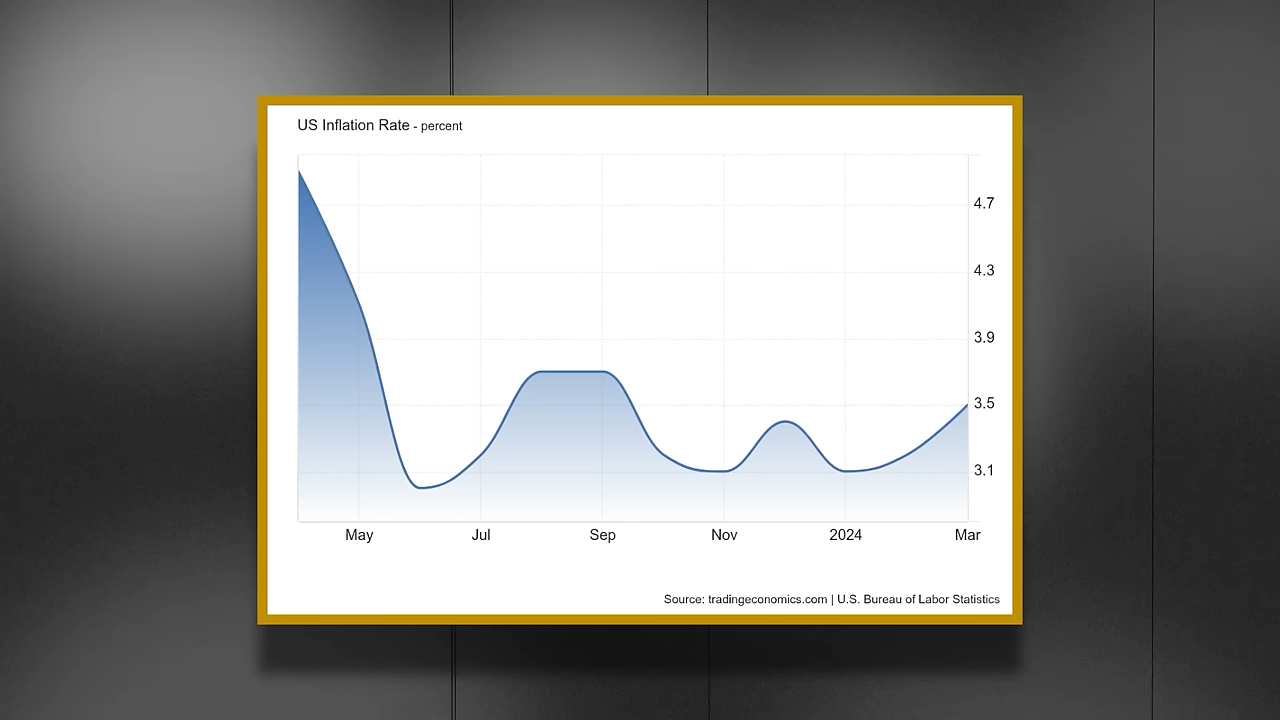 US Inflation Rate - percent
4.7
4.3
3.9
3.5
3.1
May Jul Sep Nov 2024 Mar
Source: tradingeconomics.com | U.S. Bureau of Labor Statistics